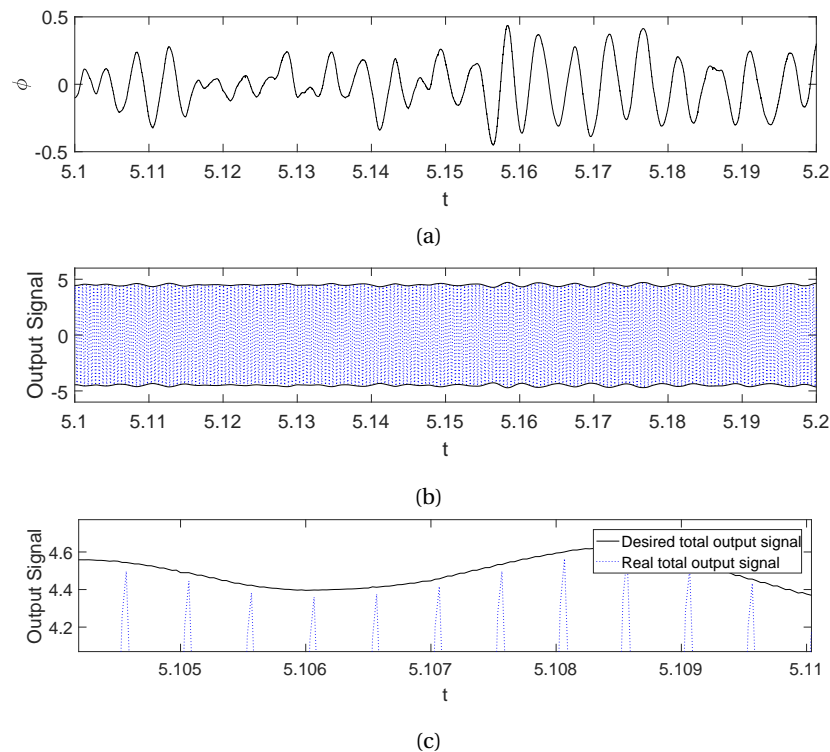 0.5
0
-0.5
ϕ
5.1 5.11 5.12 5.13 5.14 5.15 5.16 5.17 5.18 5.19 5.2
t
(a)
5
0
-5
Output Signal
5.1 5.11 5.12 5.13 5.14 5.15 5.16 5.17 5.18 5.19 5.2
t
(b)
4.6
4.4
4.2
Output Signal
Desired total output signal
Real total output signal
5.105 5.106 5.107 5.108 5.109 5.11
t
(c)